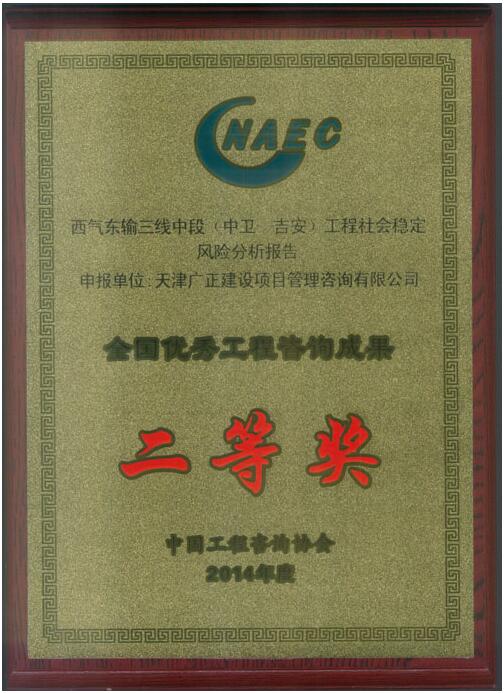 CNAEC
西气东输三线中段（中卫 吉安）工程社会稳定
风险分析报告
申报单位：天津广正建设项目管理咨询有限公司
全国优秀工程咨询成果
二等奖
中国工程咨询协会
2014年度